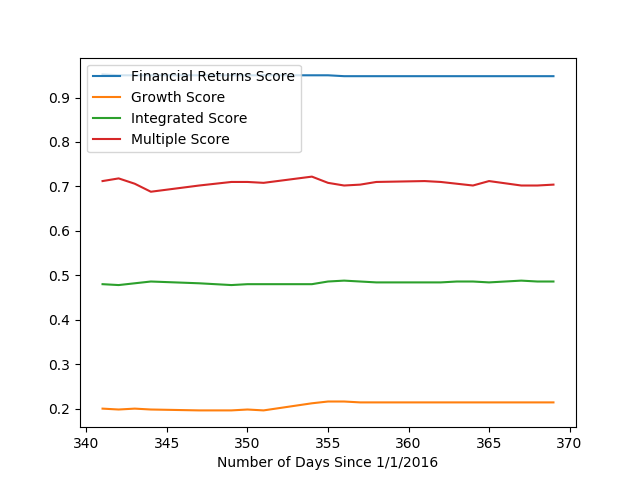 Financial Returns Score
Growth Score
Integrated Score
Multiple Score
0.9
0.8
0.7
0.6
0.5
0.4
0.3
0.2
340 345 350 355 360 365 370
Number of Days Since 1/1/2016